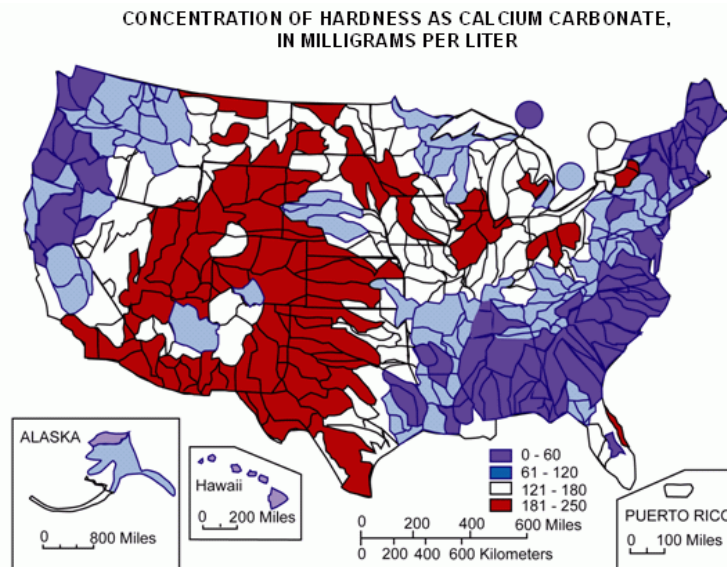 CONCENTRATION OF HARDNESS AS CALCIUM CARBONATE,
IN MILLIGRAMS PER LITER
ALASKA
0 800 Miles
Hawaii
0 200 Miles
0 - 60
61 - 120
121 - 180
181 - 250
0 200 400 600 Miles
0 200 400 600 Kilometers
PUERTO RICO
0 100 Miles